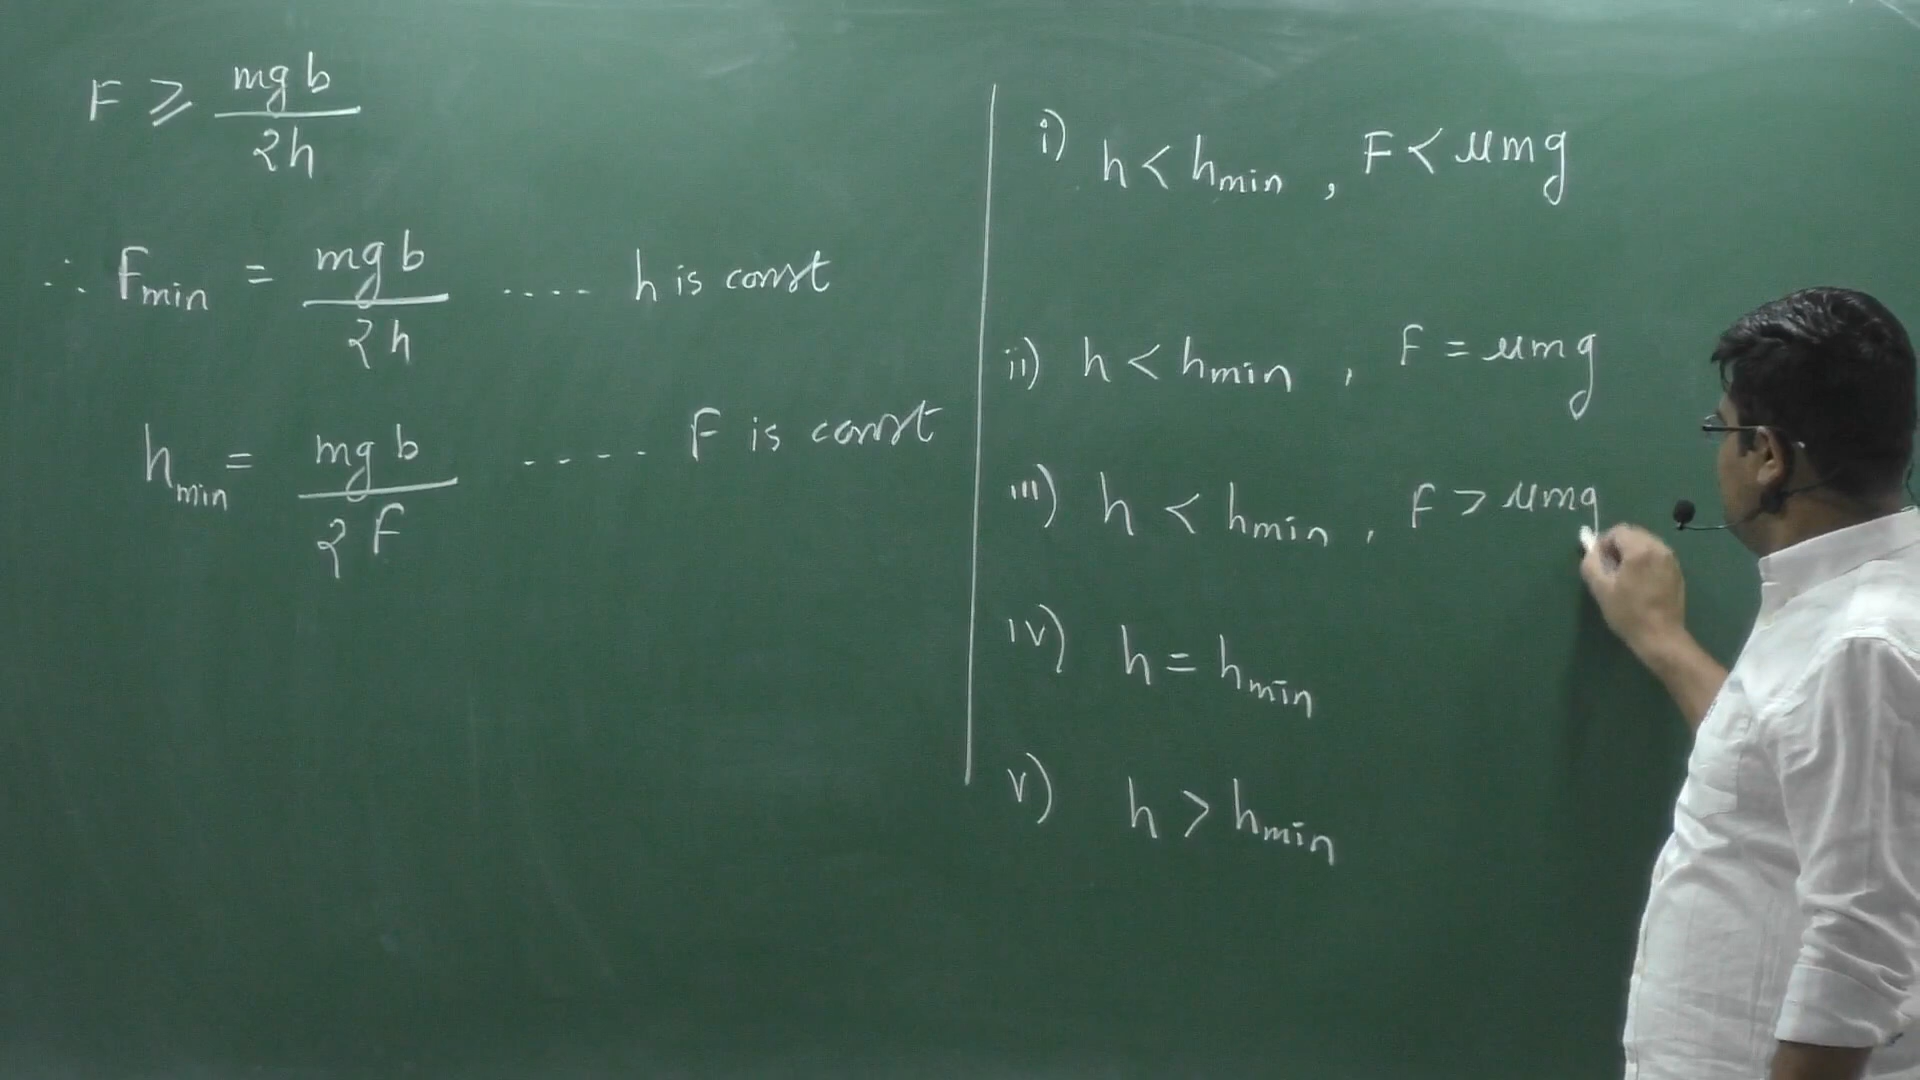 F ⩾ mgb / 2h
∴ Fmin = mgb / 2h .... h is const
hmin = mgb / 2F ..... F is const
i) h < hmin , F < μmg
ii) h < hmin , F = μmg
iii) h < hmin , F > μmg
iv) h = hmin
v) h > hmin